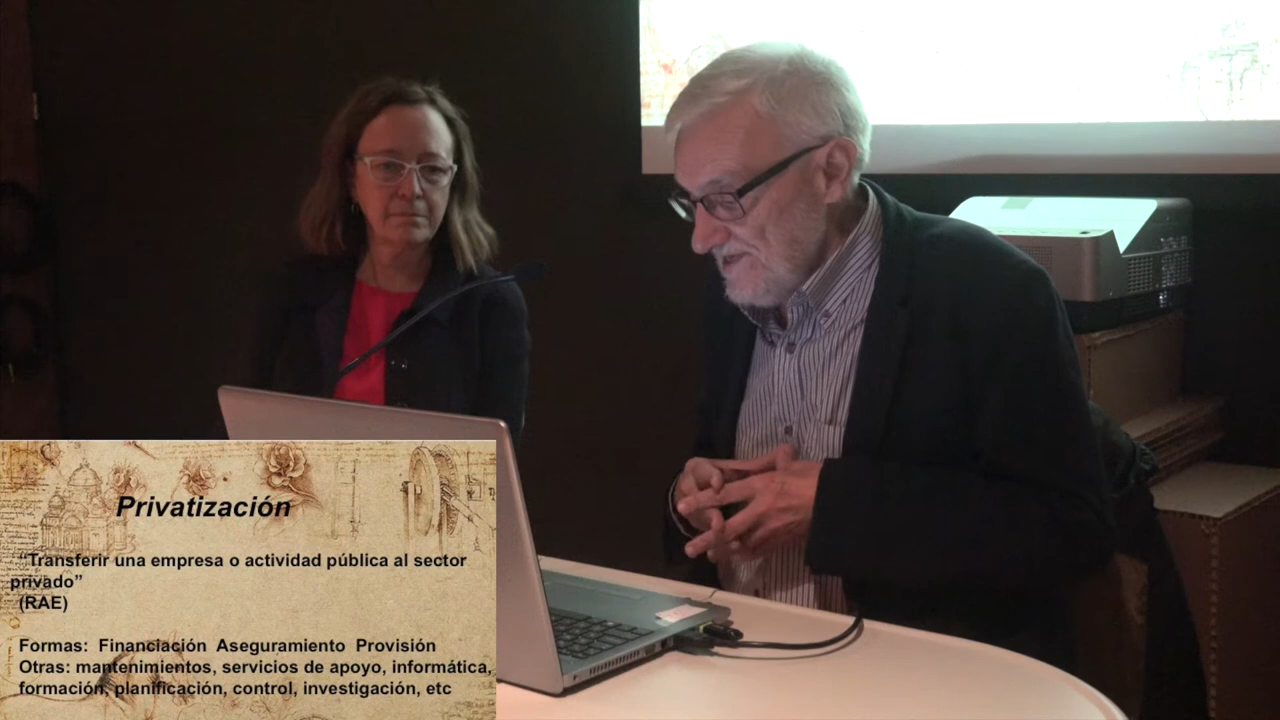 Privatización
“Transferir una empresa o actividad pública al sector
privado”
(RAE)
Formas: Financiación Aseguramiento Provisión
Otras: mantenimientos, servicios de apoyo, informática,
formación, planificación, control, investigación, etc